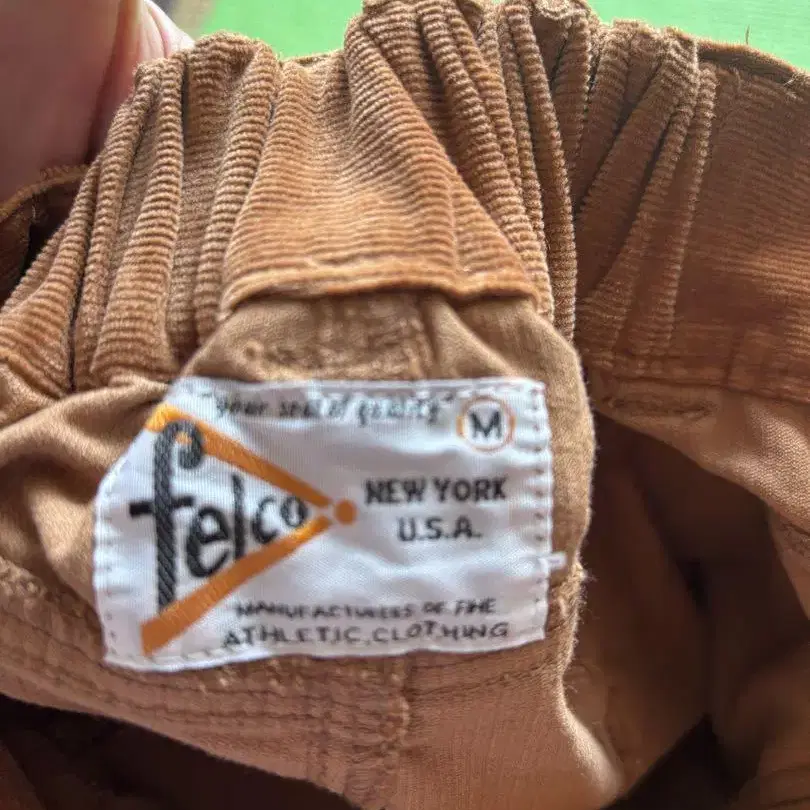 "your seal of quality" M
felco
NEW YORK
U.S.A.
MANUFACTURERS OF FINE
ATHLETIC CLOTHING